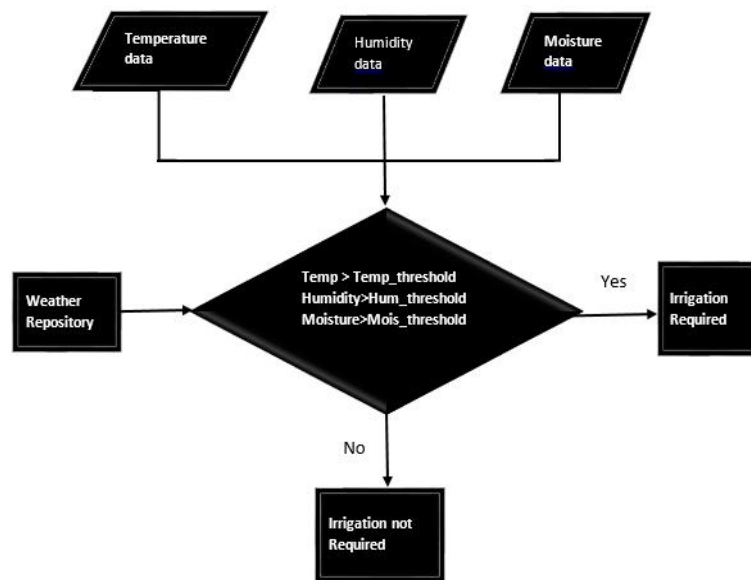 Temperature
data
Humidity
data
Moisture
data
Temp > Temp_threshold
Humidity>Hum_threshold
Moisture>Mois_threshold
Weather
Repository
Yes
Irrigation
Required
No
Irrigation not
Required